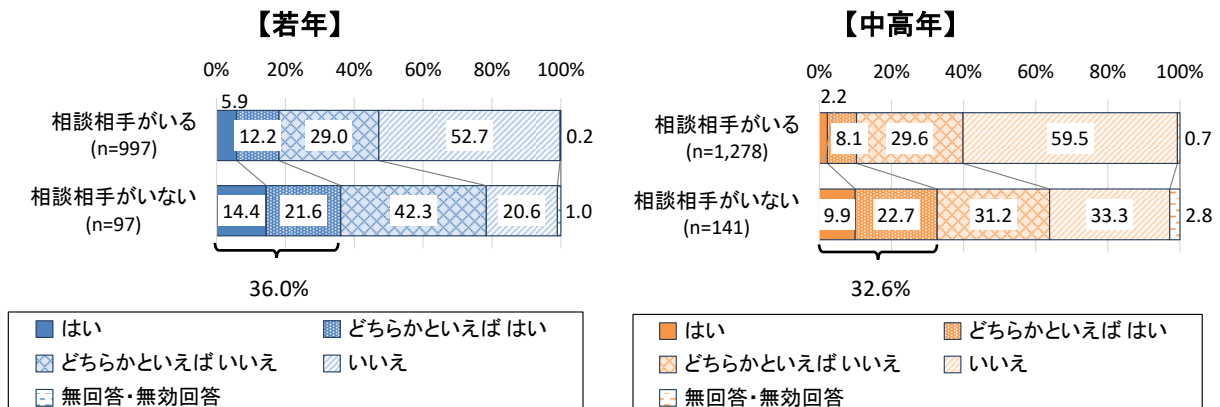 【若年】
0% 20% 40% 60% 80% 100%
5.9
相談相手がいる
(n=997)
12.2 29.0 52.7 0.2
相談相手がいない
(n=97)
14.4 21.6 42.3 20.6 1.0
36.0%
はい どちらかといえば はい
どちらかといえば いいえ いいえ
無回答・無効回答
【中高年】
0% 20% 40% 60% 80% 100%
2.2
相談相手がいる
(n=1,278)
8.1 29.6 59.5 0.7
相談相手がいない
(n=141)
9.9 22.7 31.2 33.3 2.8
32.6%
はい どちらかといえば はい
どちらかといえば いいえ いいえ
無回答・無効回答